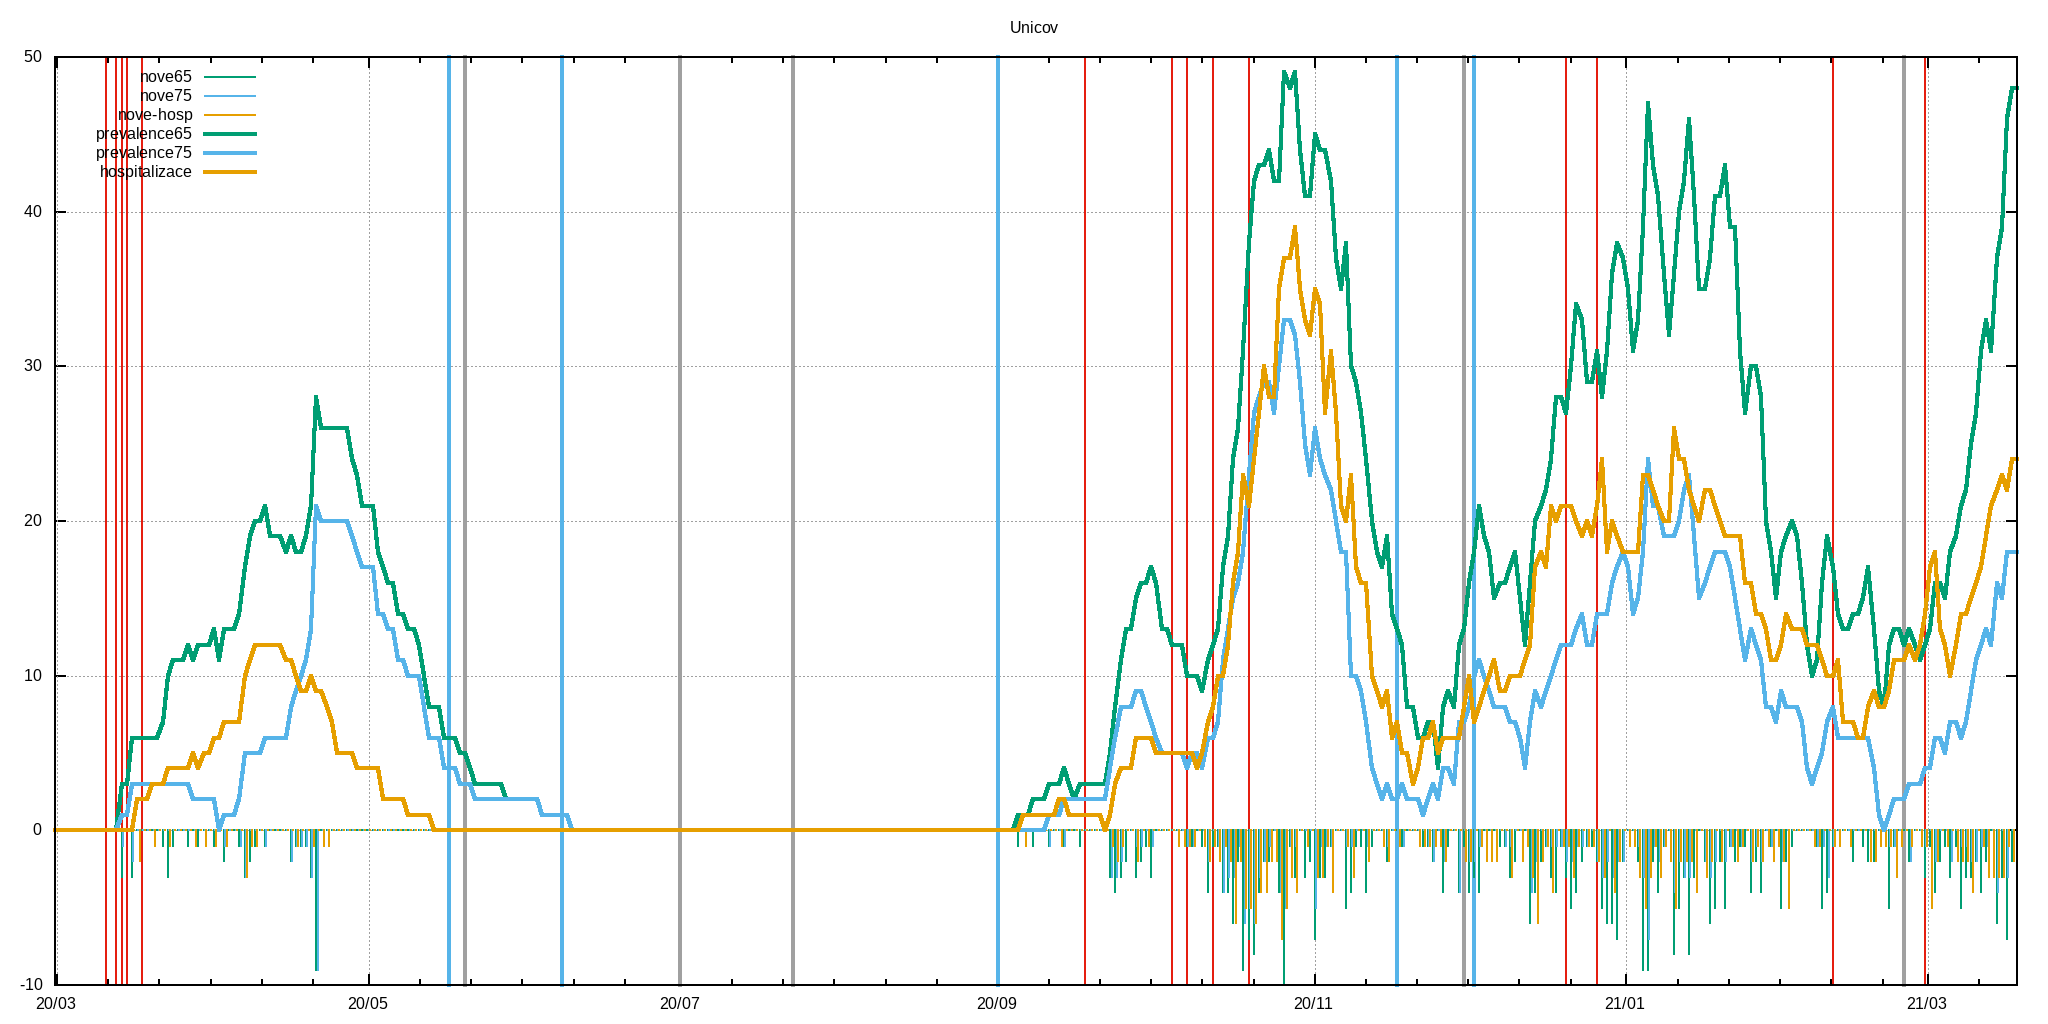 Unicov
50
nove65
nove75
nove-hosp
prevalence65
prevalence75
hospitalizace
40
30
20
10
0
-10
20/03 20/05 20/07 20/09 20/11 21/01 21/03